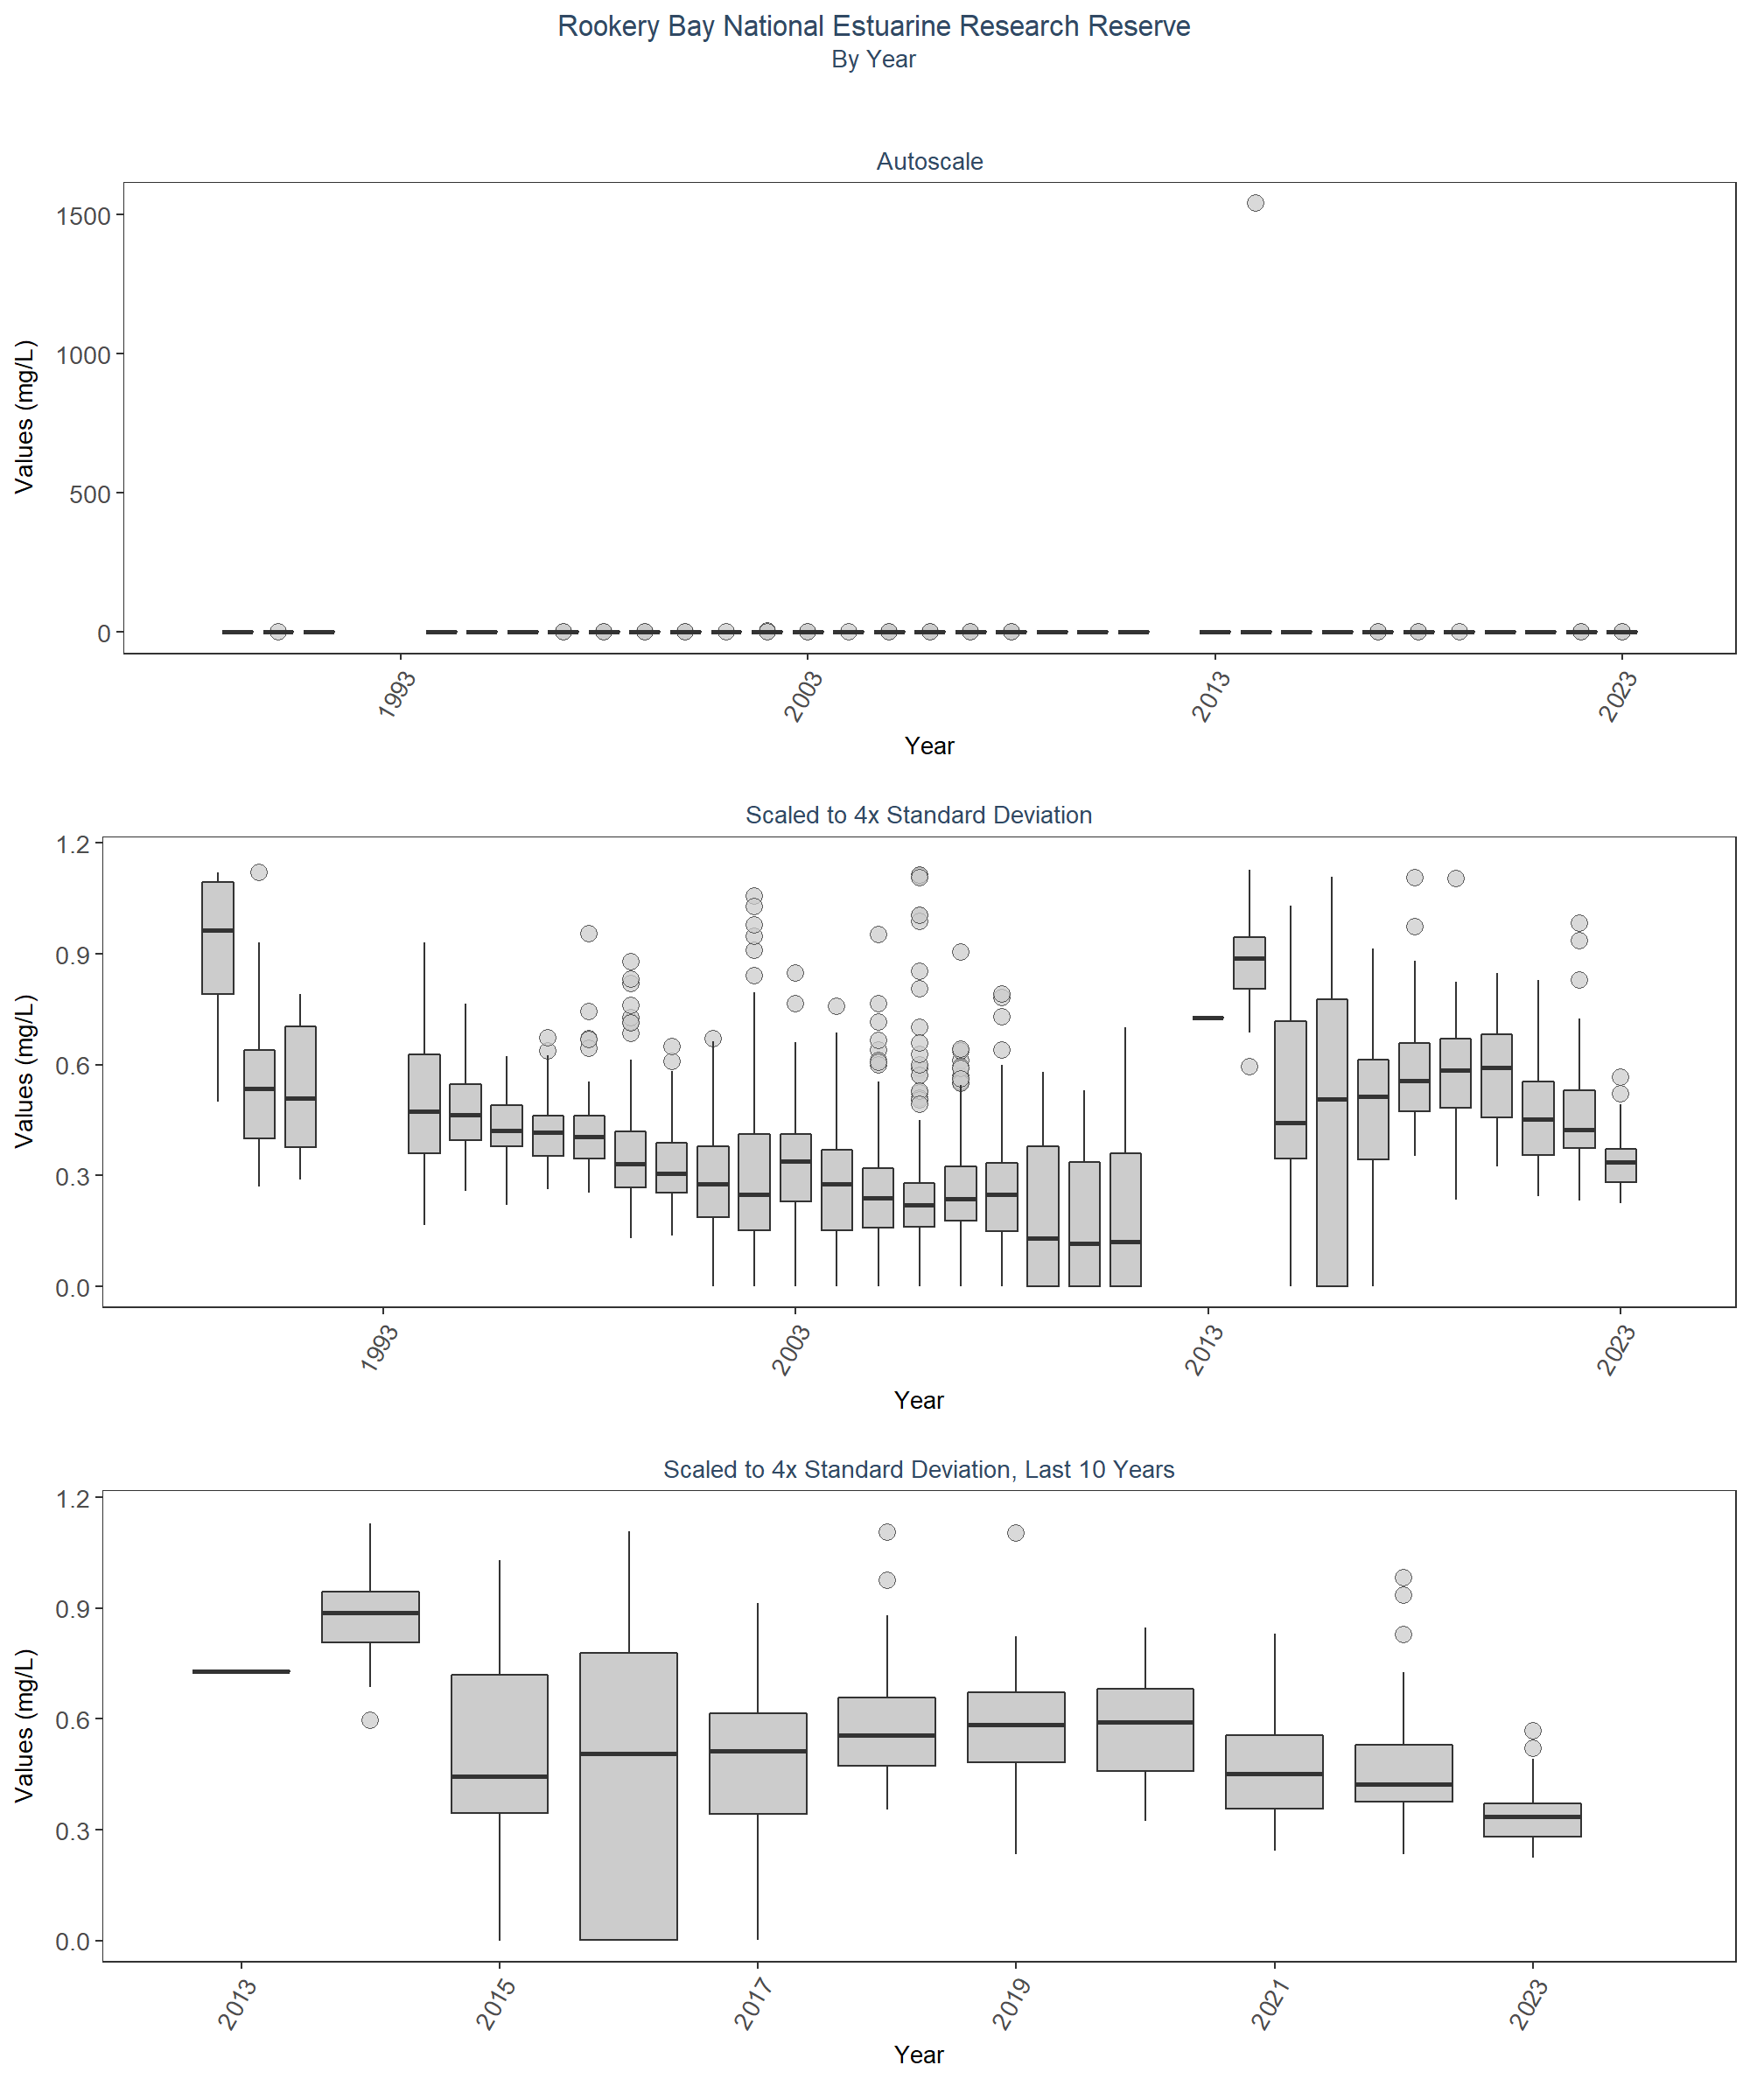 Rookery Bay National Estuarine Research Reserve
By Year
Autoscale
Values (mg/L)
1500
1000
500
0
1993
2003
2013
2023
Year
Scaled to 4x Standard Deviation
Values (mg/L)
1.2
0.9
0.6
0.3
0.0
1993
2003
2013
2023
Year
Scaled to 4x Standard Deviation, Last 10 Years
Values (mg/L)
1.2
0.9
0.6
0.3
0.0
2013
2015
2017
2019
2021
2023
Year